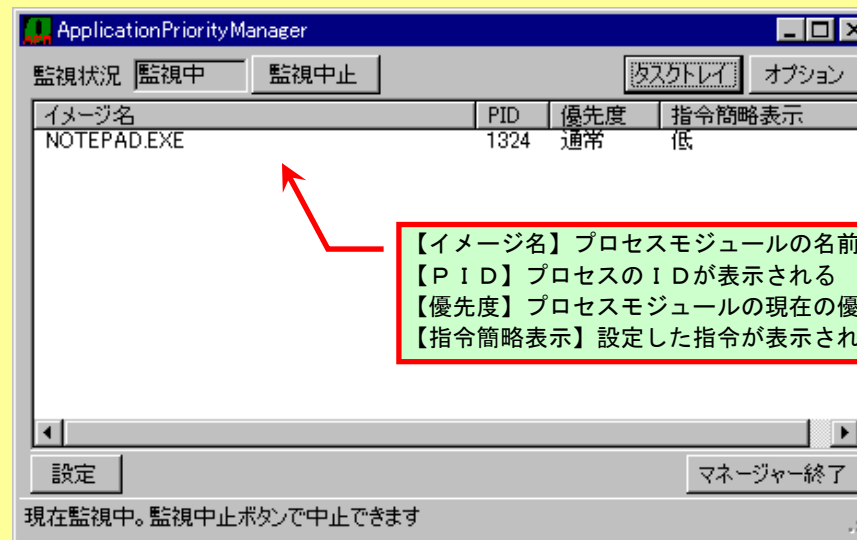 ApplicationPriorityManager
監視状況 監視中 監視中止 タスクトレイ オプション
イメージ名 PID 優先度 指令簡略表示
NOTEPAD.EXE 1324 通常 低
【イメージ名】プロセスモジュールの名前
【ＰＩＤ】プロセスのＩＤが表示される
【優先度】プロセスモジュールの現在の優
【指令簡略表示】設定した指令が表示され
設定 マネージャー終了
現在監視中。監視中止ボタンで中止できます